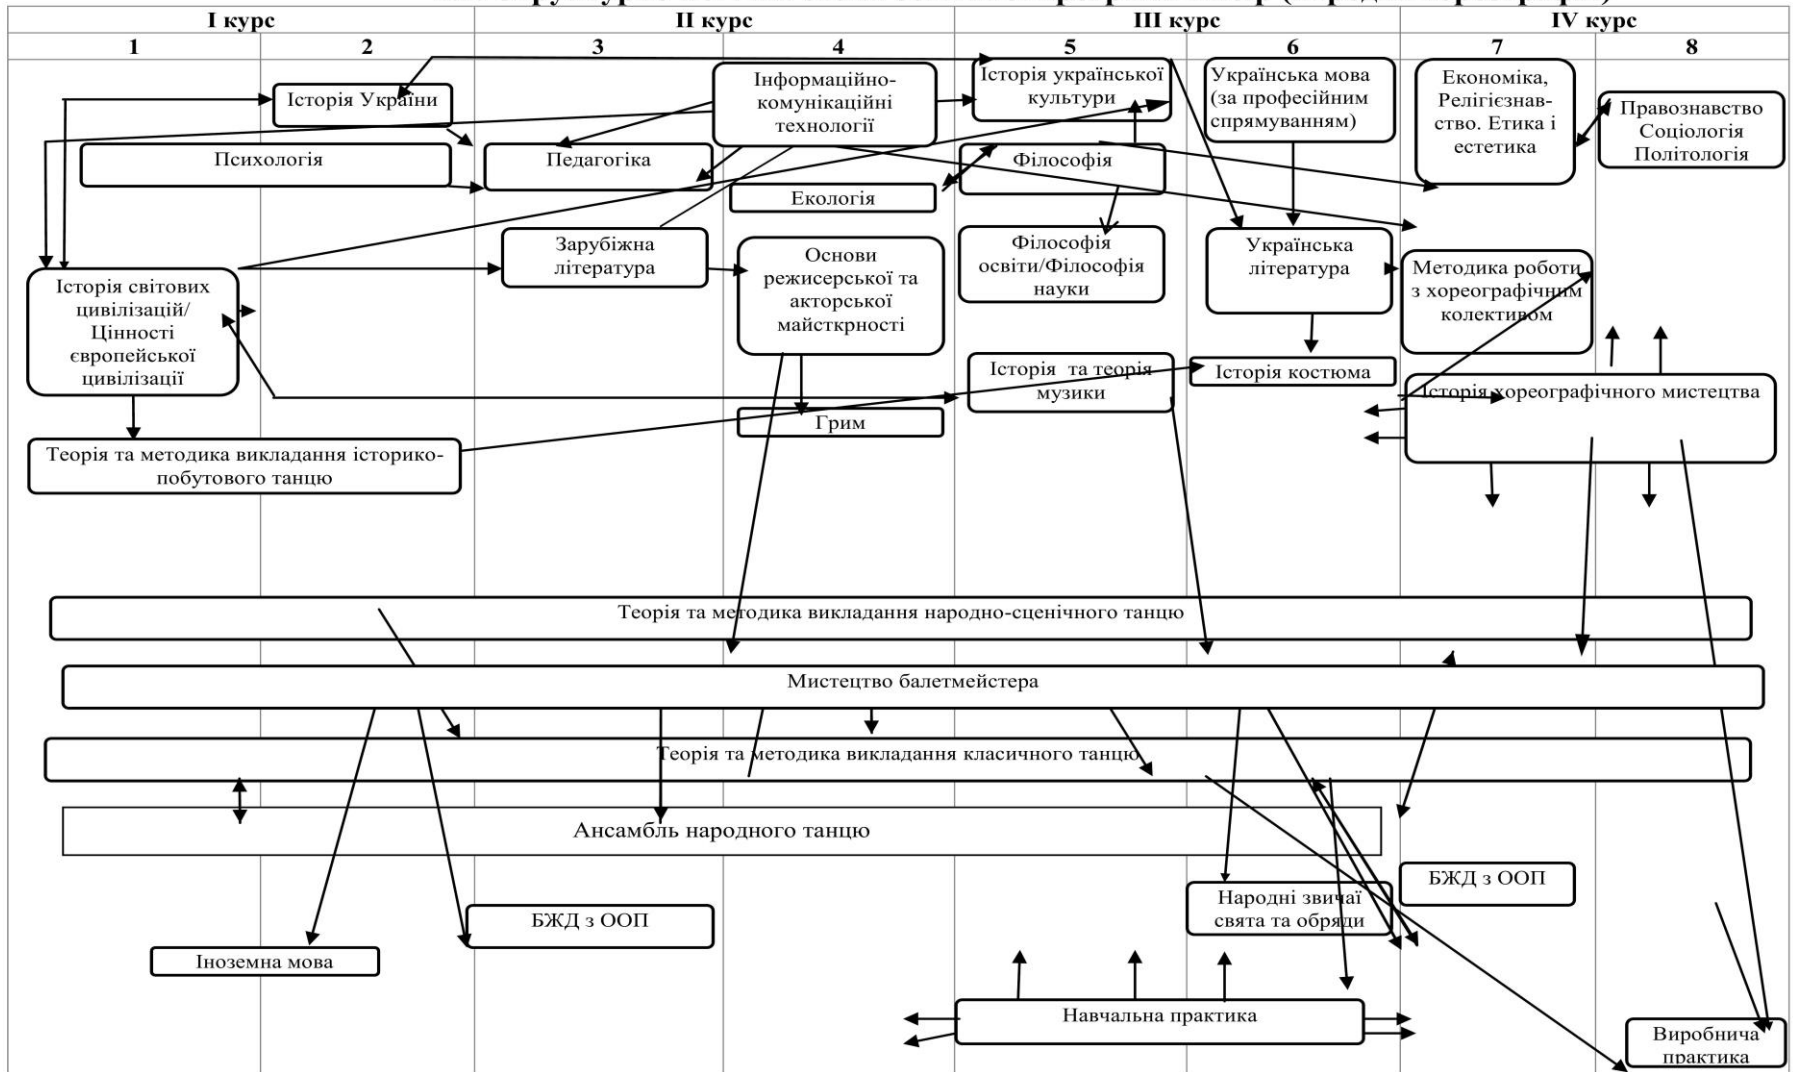 І курс
ІІ курс
ІІІ курс
IV курс
1
2
3
4
5
6
7
8
Історія України
Інформаційно-
комунікаційні
технології
Історія української
культури
Українська мова
(за професійним
спрямуванням)
Економіка,
Релігієзнав-
ство. Етика і
естетика
Правознавство
Соціологія
Політологія
Психологія
Педагогіка
Філософія
Екологія
Зарубіжна
література
Основи
режисерської та
акторської
майсткрності
Філософія
освіти/Філософія
науки
Українська
література
Методика роботи
з хореографічним
колективом
Історія світових
цивілізацій/
Цінності
європейської
цивілізації
Історія та теорія
музики
Історія костюма
Історія хореографічного мистецтва
Грим
Теорія та методика викладання історико-
побутового танцю
Теорія та методика викладання народно-сценічного танцю
Мистецтво балетмейстера
Теорія та методика викладання класичного танцю
Ансамбль народного танцю
БЖД з ООП
Народні звичаї
свята та обряди
БЖД з ООП
Іноземна мова
Навчальна практика
Виробнича
практика